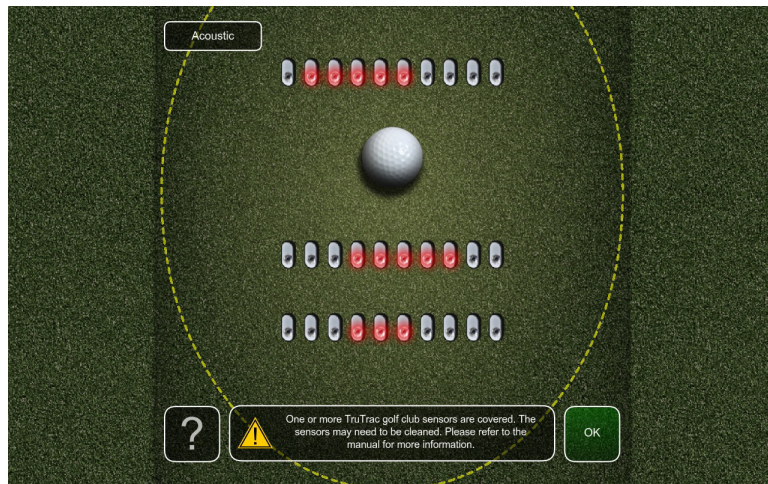 Acoustic
?
One or more TruTrac golf club sensors are covered. The
sensors may need to be cleaned. Please refer to the
manual for more information.
OK